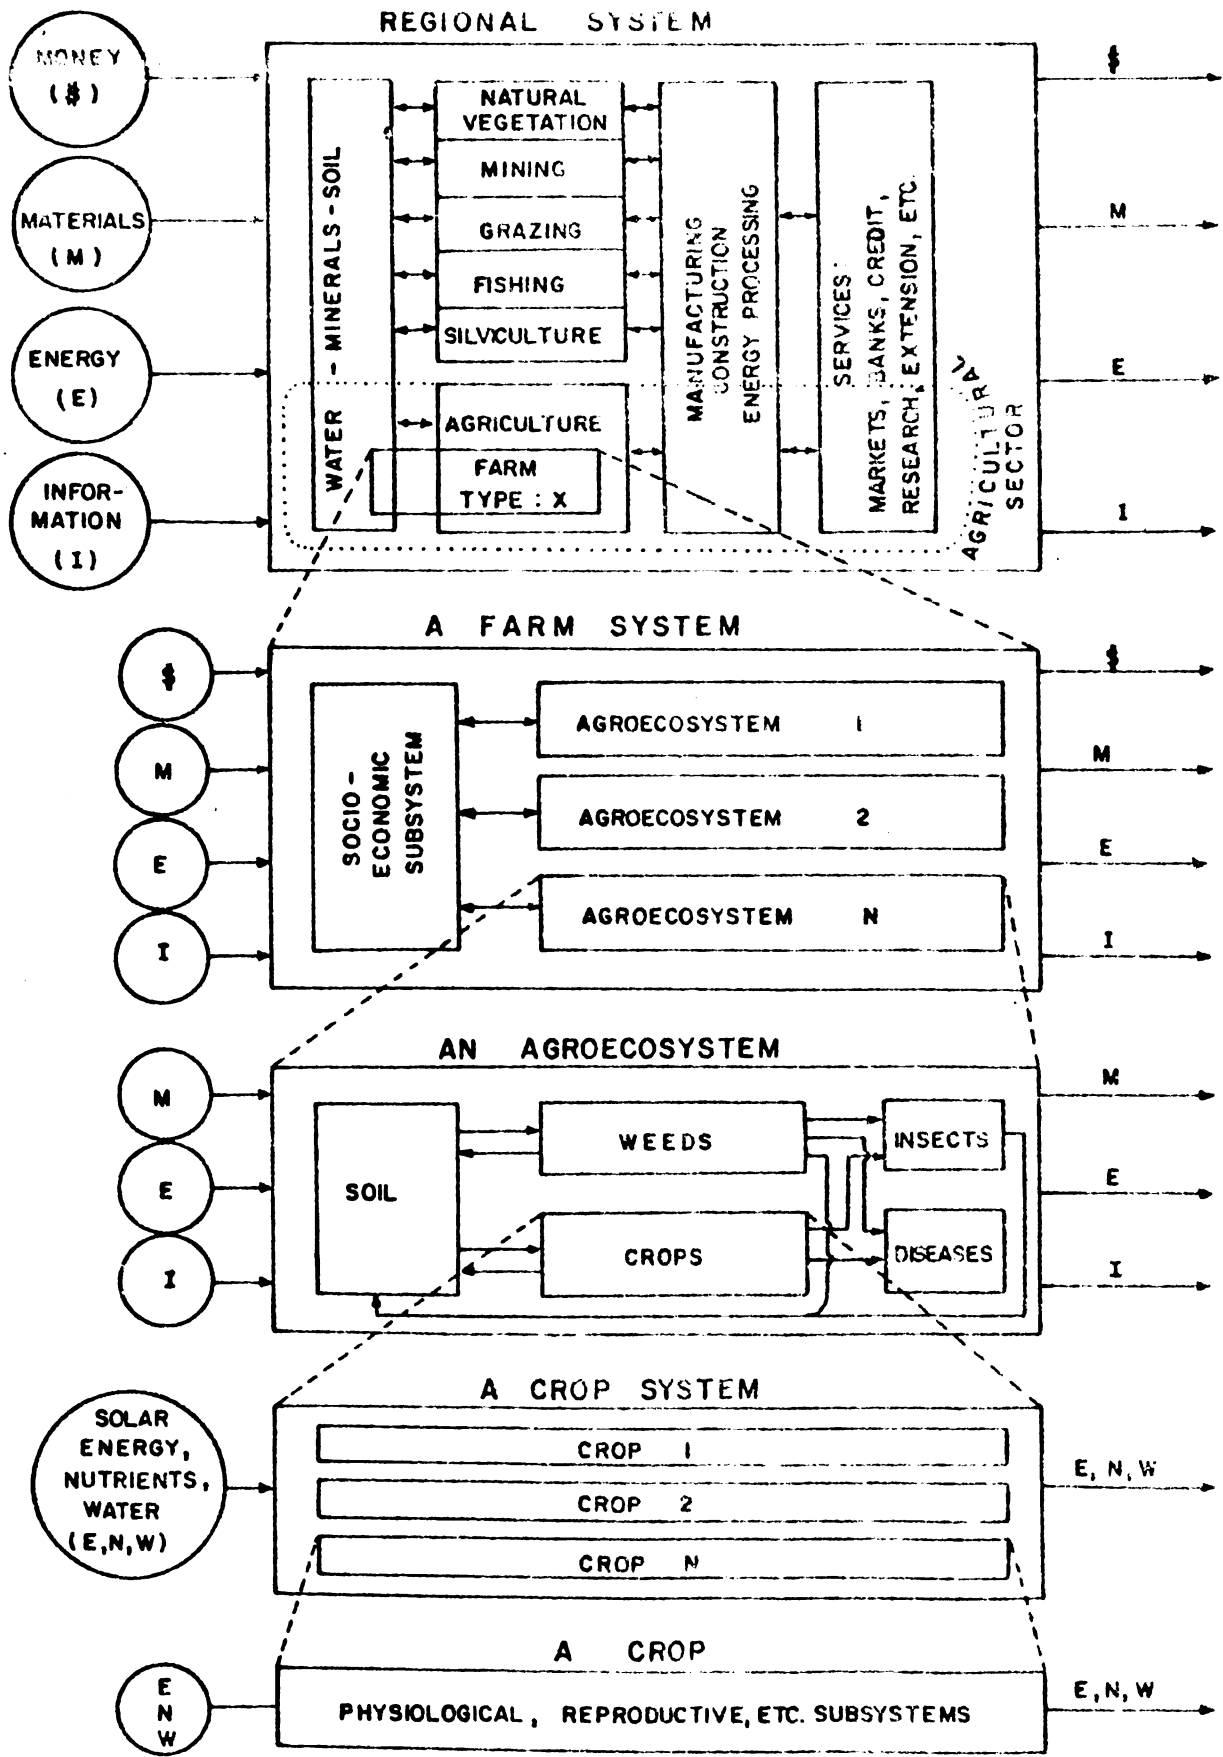 REGIONAL SYSTEM
MONEY
($)
MATERIALS
(M)
ENERGY
(E)
INFOR-
MATION
(I)
WATER - MINERALS - SOIL
NATURAL
VEGETATION
MINING
GRAZING
FISHING
SILVICULTURE
AGRICULTURE
FARM
TYPE : X
MANUFACTURING
CONSTRUCTION
ENERGY PROCESSING
SERVICES:
MARKETS, BANKS, CREDIT,
RESEARCH, EXTENSION, ETC.
AGRICULTURAL
SECTOR
$
M
E
I
A FARM SYSTEM
$
M
E
I
SOCIO-
ECONOMIC
SUBSYSTEM
AGROECOSYSTEM 1
AGROECOSYSTEM 2
AGROECOSYSTEM N
$
M
E
I
AN AGROECOSYSTEM
M
E
I
SOIL
WEEDS
CROPS
INSECTS
DISEASES
M
E
I
A CROP SYSTEM
SOLAR
ENERGY,
NUTRIENTS,
WATER
(E,N,W)
CROP 1
CROP 2
CROP N
E, N, W
A CROP
E
N
W
PHYSIOLOGICAL, REPRODUCTIVE, ETC. SUBSYSTEMS
E, N, W